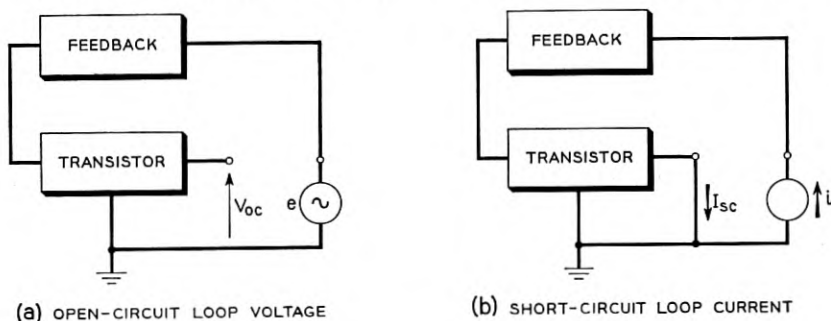 FEEDBACK
TRANSISTOR
Voc
e
(a) OPEN-CIRCUIT LOOP VOLTAGE
FEEDBACK
TRANSISTOR
Isc
i
(b) SHORT-CIRCUIT LOOP CURRENT